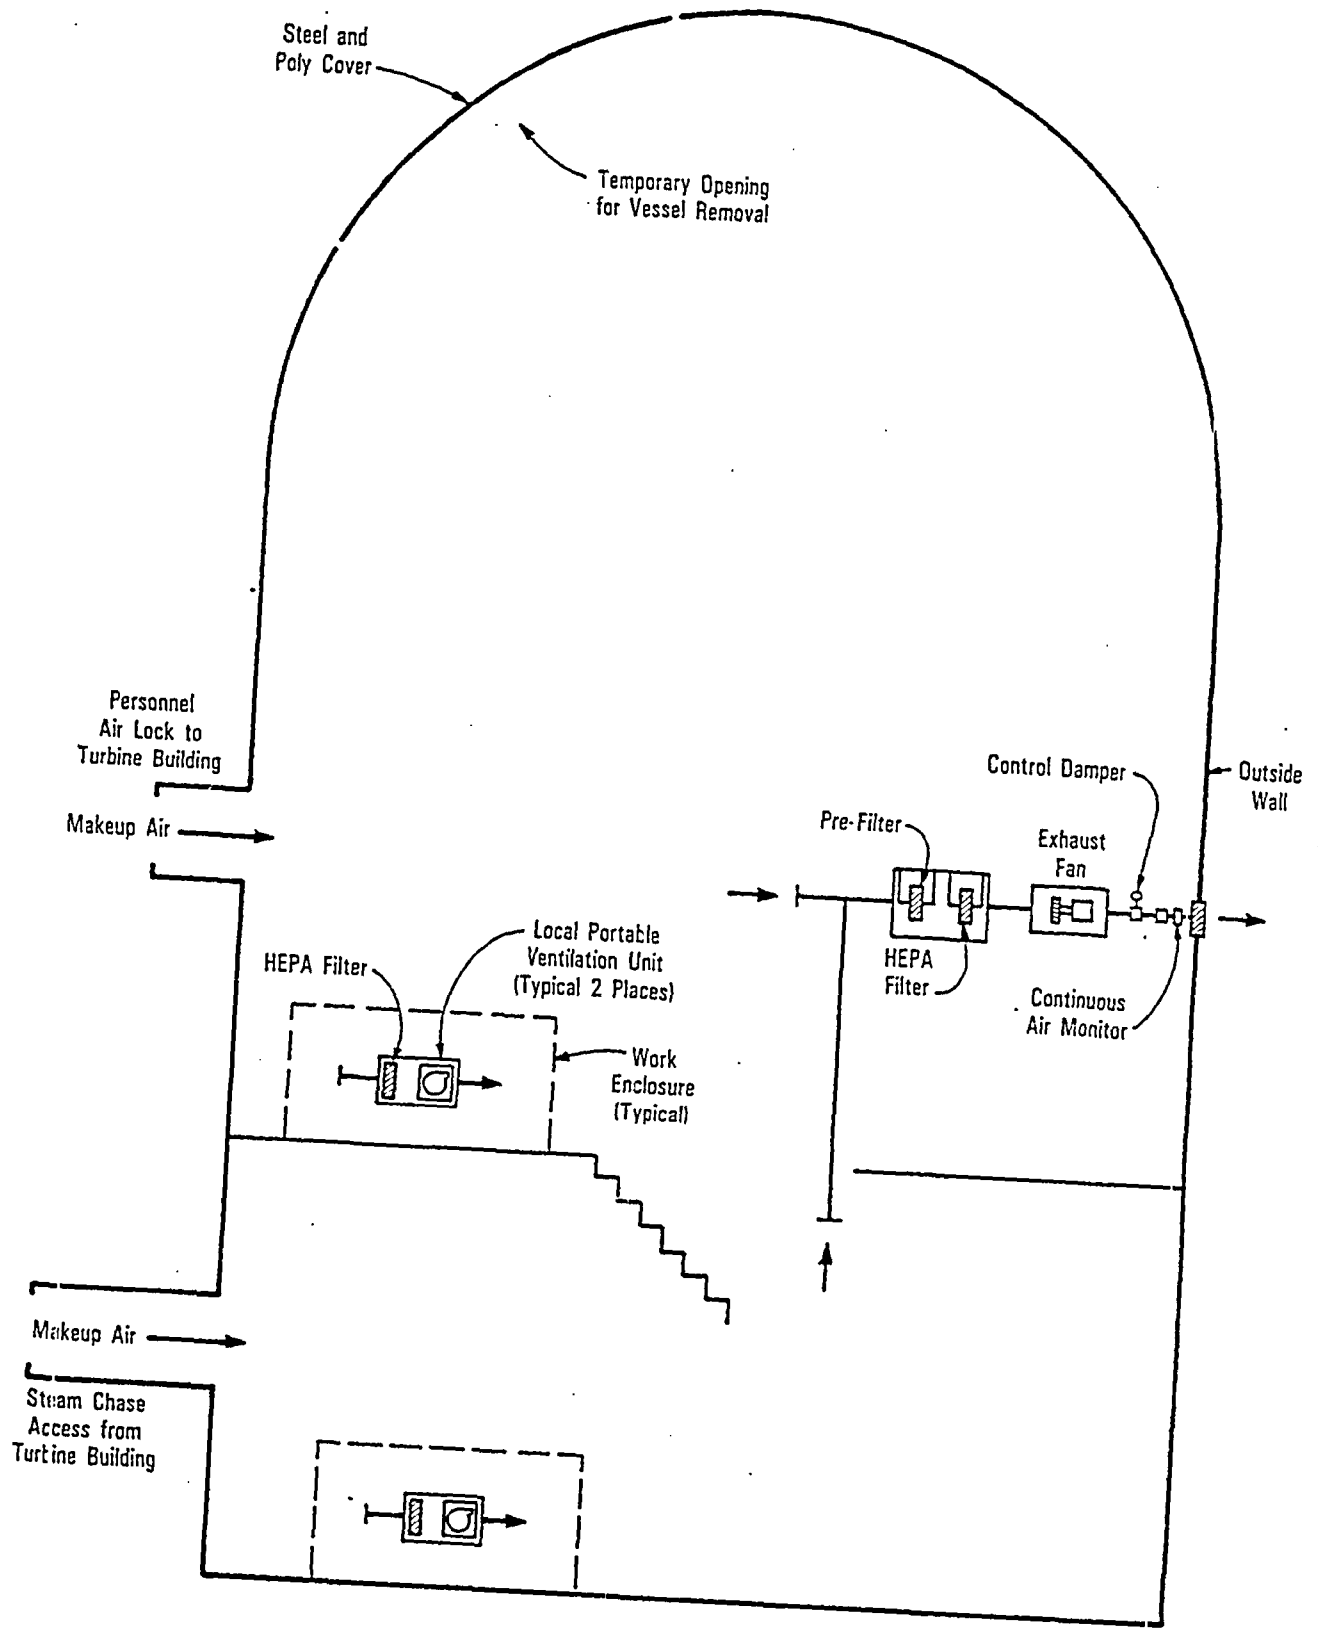 Steel and
Poly Cover
Temporary Opening
for Vessel Removal
Personnel
Air Lock to
Turbine Building
Makeup Air
Control Damper
Outside
Wall
Pre-Filter
Exhaust
Fan
HEPA Filter
Local Portable
Ventilation Unit
(Typical 2 Places)
HEPA
Filter
Continuous
Air Monitor
Work
Enclosure
(Typical)
Makeup Air
Steam Chase
Access from
Turbine Building